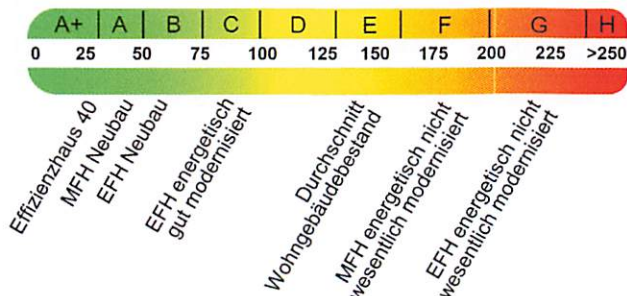 A+ A B C D E F G H
0 25 50 75 100 125 150 175 200 225 >250
Effizienzhaus 40
MFH Neubau
EFH Neubau
EFH energetisch
gut modernisiert
Durchschnitt
Wohngebäudebestand
MFH energetisch nicht
wesentlich modernisiert
EFH energetisch nicht
wesentlich modernisiert